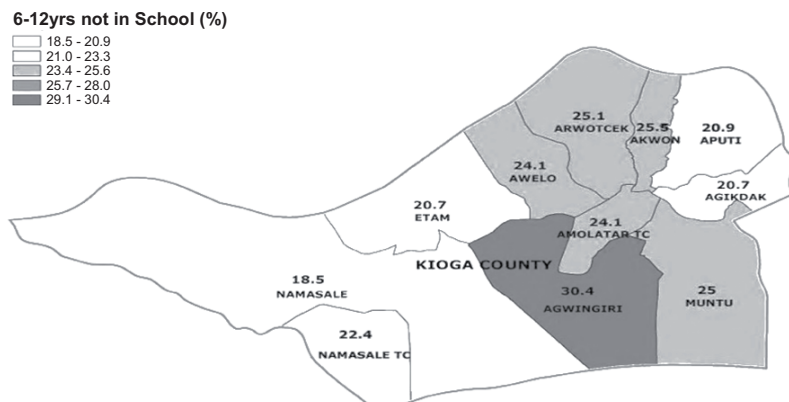 6-12yrs not in School (%)
18.5 - 20.9
21.0 - 23.3
23.4 - 25.6
25.7 - 28.0
29.1 - 30.4
25.1
ARWOTCEK
25.5
AKWON
20.9
APUTI
24.1
AWELO
20.7
AGIKDAK
20.7
ETAM
24.1
AMOLATAR TC
KIOGA COUNTY
18.5
NAMASALE
30.4
AGWINGIRI
25
MUNTU
22.4
NAMASALE TC